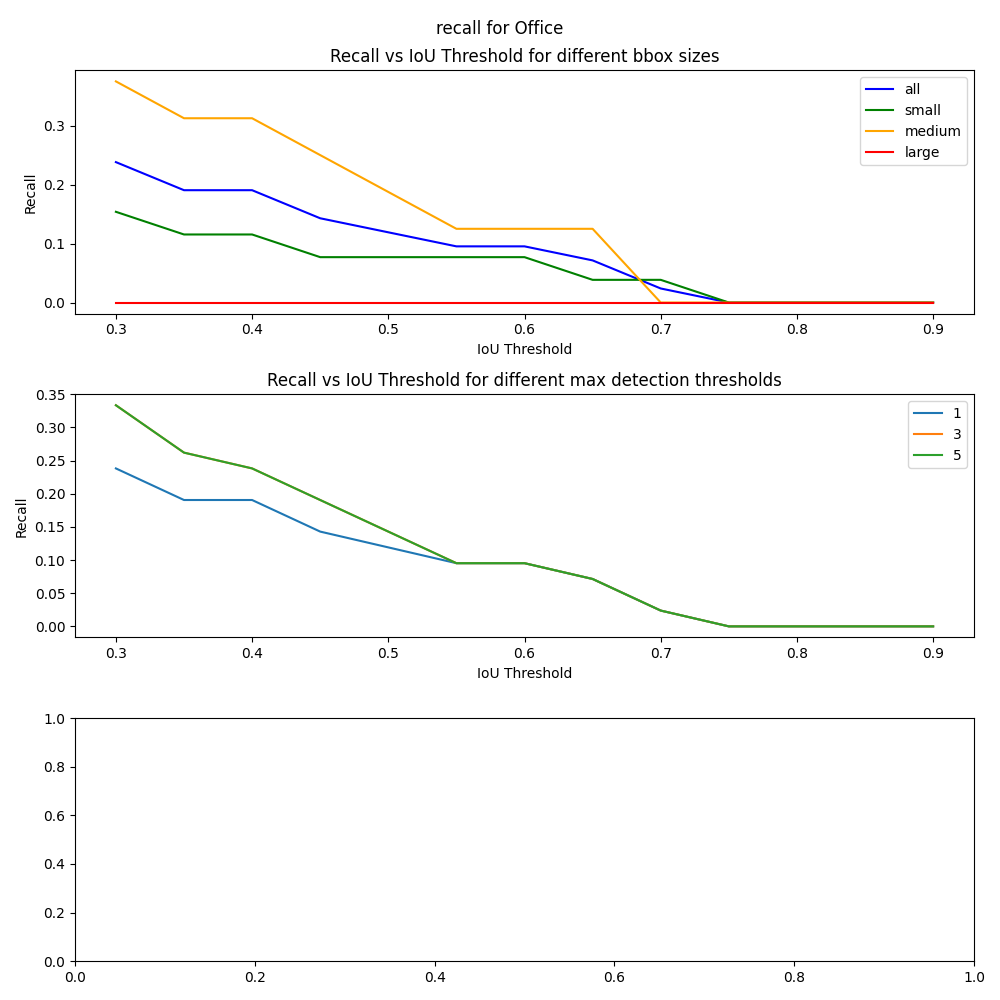 recall for Office
Recall vs IoU Threshold for different bbox sizes
all
small
medium
large
Recall
0.3
0.2
0.1
0.0
0.3 0.4 0.5 0.6 0.7 0.8 0.9
IoU Threshold
Recall vs IoU Threshold for different max detection thresholds
1
3
5
Recall
0.35
0.30
0.25
0.20
0.15
0.10
0.05
0.00
0.3 0.4 0.5 0.6 0.7 0.8 0.9
IoU Threshold
1.0
0.8
0.6
0.4
0.2
0.0
0.0 0.2 0.4 0.6 0.8 1.0